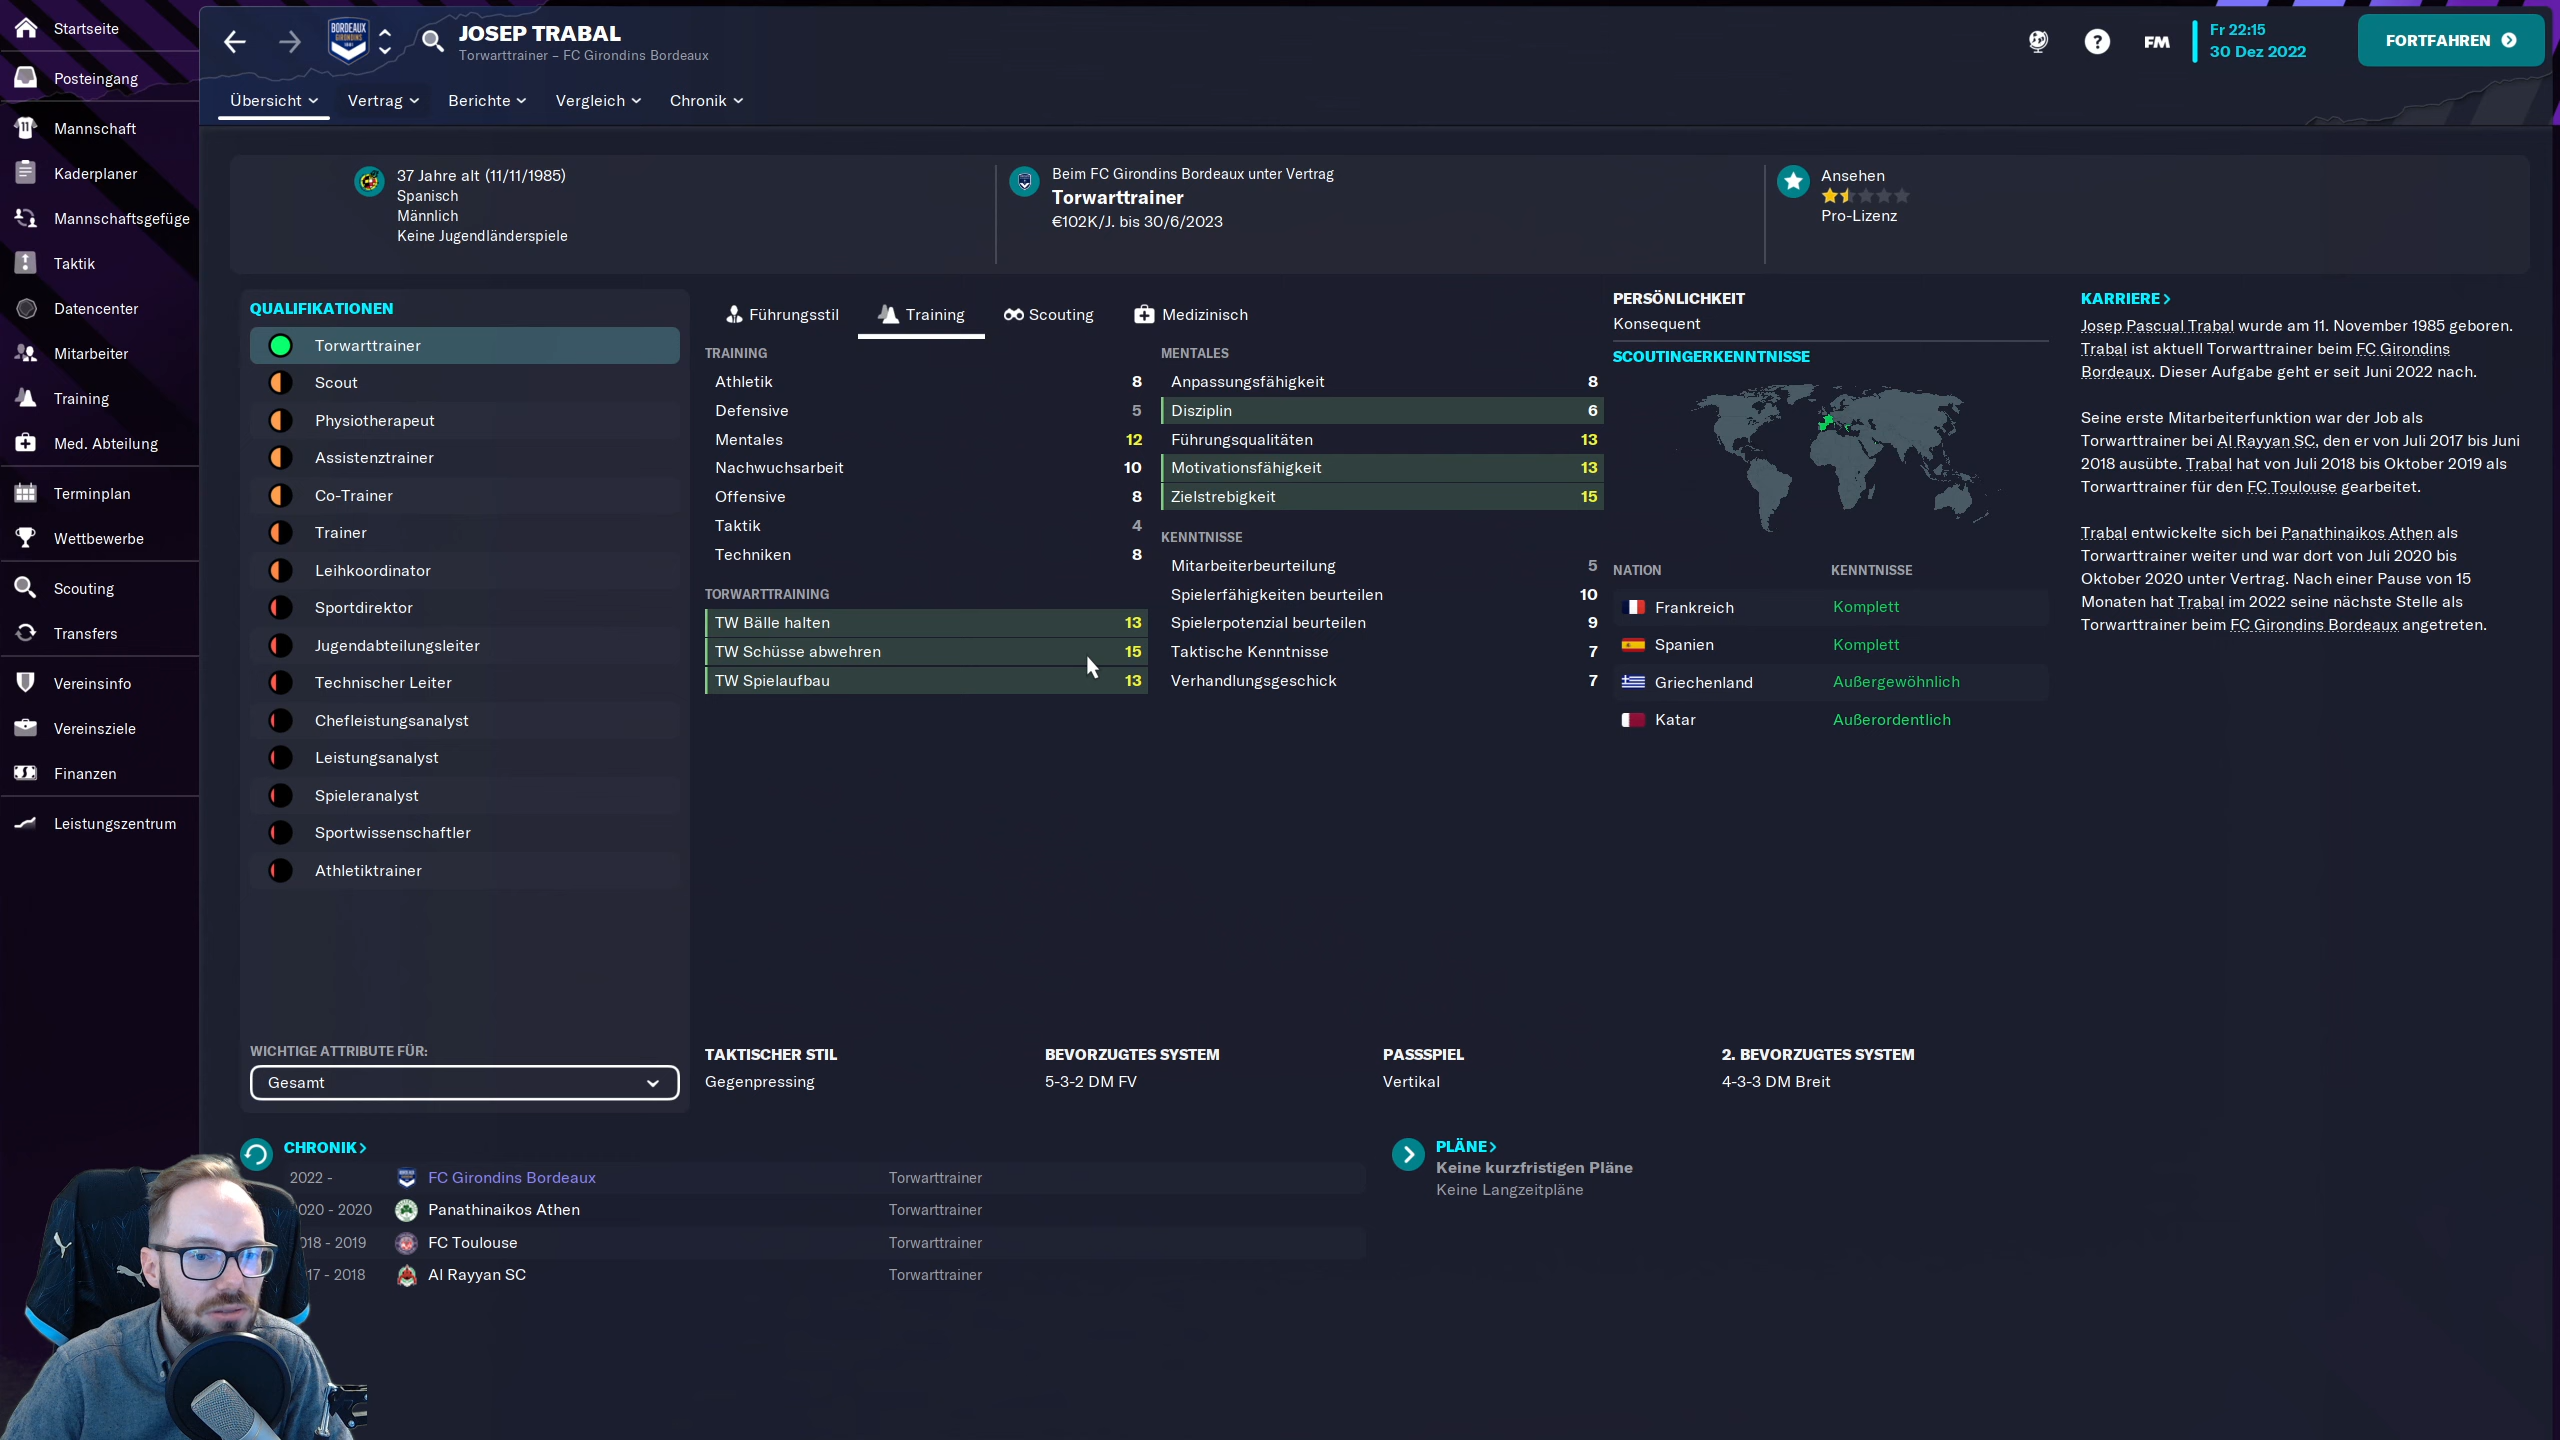 Startseite
Posteingang
Mannschaft
Kaderplaner
Mannschaftsgefüge
Taktik
Datencenter
Mitarbeiter
Training
Med. Abteilung
Terminplan
Wettbewerbe
Scouting
Transfers
Vereinsinfo
Vereinsziele
Finanzen
Leistungszentrum
BORDEAUX
GIRONDINS
JOSEP TRABAL
Torwarttrainer – FC Girondins Bordeaux
?
FM
Fr 22:15
30 Dez 2022
FORTFAHREN
Übersicht
Vertrag
Berichte
Vergleich
Chronik
37 Jahre alt (11/11/1985)
Spanisch
Männlich
Keine Jugendländerspiele
Beim FC Girondins Bordeaux unter Vertrag
Torwarttrainer
€102K/J. bis 30/6/2023
Ansehen
Pro-Lizenz
QUALIFIKATIONEN
Torwarttrainer
Scout
Physiotherapeut
Assistenztrainer
Co-Trainer
Trainer
Leihkoordinator
Sportdirektor
Jugendabteilungsleiter
Technischer Leiter
Chefleistungsanalyst
Leistungsanalyst
Spieleranalyst
Sportwissenschaftler
Athletiktrainer
WICHTIGE ATTRIBUTE FÜR:
Gesamt
Führungsstil
Training
Scouting
Medizinisch
TRAINING
Athletik 8
Defensive 5
Mentales 12
Nachwuchsarbeit 10
Offensive 8
Taktik 4
Techniken 8
TORWARTTRAINING
TW Bälle halten 13
TW Schüsse abwehren 15
TW Spielaufbau 13
MENTALES
Anpassungsfähigkeit 8
Disziplin 6
Führungsqualitäten 13
Motivationsfähigkeit 13
Zielstrebigkeit 15
KENNTNISSE
Mitarbeiterbeurteilung 5
Spielerfähigkeiten beurteilen 10
Spielerpotenzial beurteilen 9
Taktische Kenntnisse 7
Verhandlungsgeschick 7
PERSÖNLICHKEIT
Konsequent
SCOUTINGERKENNTNISSE
NATION KENNTNISSE
Frankreich Komplett
Spanien Komplett
Griechenland Außergewöhnlich
Katar Außerordentlich
KARRIERE
Josep Pascual Trabal wurde am 11. November 1985 geboren.
Trabal ist aktuell Torwarttrainer beim FC Girondins
Bordeaux. Dieser Aufgabe geht er seit Juni 2022 nach.
Seine erste Mitarbeiterfunktion war der Job als
Torwarttrainer bei Al Rayyan SC, den er von Juli 2017 bis Juni
2018 ausübte. Trabal hat von Juli 2018 bis Oktober 2019 als
Torwarttrainer für den FC Toulouse gearbeitet.
Trabal entwickelte sich bei Panathinaikos Athen als
Torwarttrainer weiter und war dort von Juli 2020 bis
Oktober 2020 unter Vertrag. Nach einer Pause von 15
Monaten hat Trabal im 2022 seine nächste Stelle als
Torwarttrainer beim FC Girondins Bordeaux angetreten.
TAKTISCHER STIL
Gegenpressing
BEVORZUGTES SYSTEM
5-3-2 DM FV
PASSSPIEL
Vertikal
2. BEVORZUGTES SYSTEM
4-3-3 DM Breit
CHRONIK
2022 - FC Girondins Bordeaux Torwarttrainer
020 - 2020 Panathinaikos Athen Torwarttrainer
018 - 2019 FC Toulouse Torwarttrainer
17 - 2018 Al Rayyan SC Torwarttrainer
PLÄNE
Keine kurzfristigen Pläne
Keine Langzeitpläne